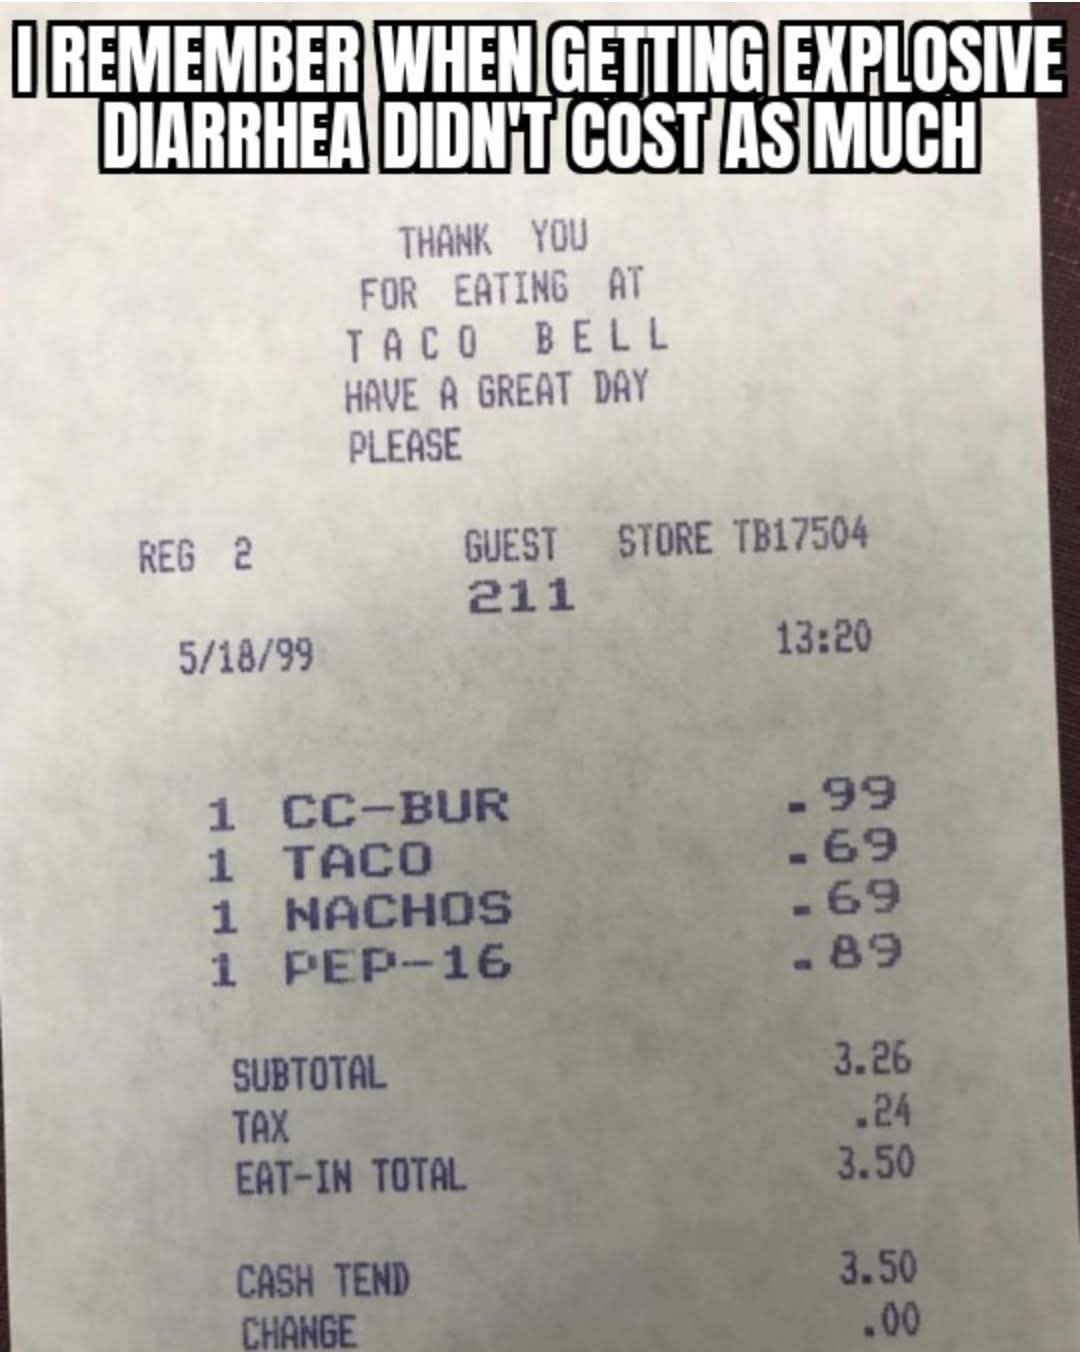 I REMEMBER WHEN GETTING EXPLOSIVE
DIARRHEA DIDN'T COST AS MUCH
THANK YOU
FOR EATING AT
TACO BELL
HAVE A GREAT DAY
PLEASE
REG 2 GUEST STORE TB17504
211
5/18/99 13:20
1 CC-BUR .99
1 TACO .69
1 NACHOS .69
1 PEP-16 .89
SUBTOTAL 3.26
TAX .24
EAT-IN TOTAL 3.50
CASH TEND 3.50
CHANGE .00